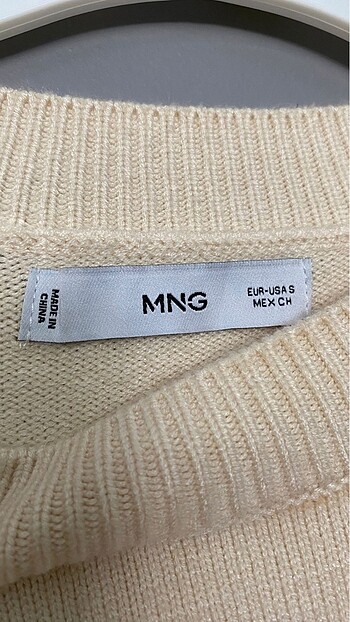 MADE IN
CHINA
MNG
EUR-USA S
MEX CH